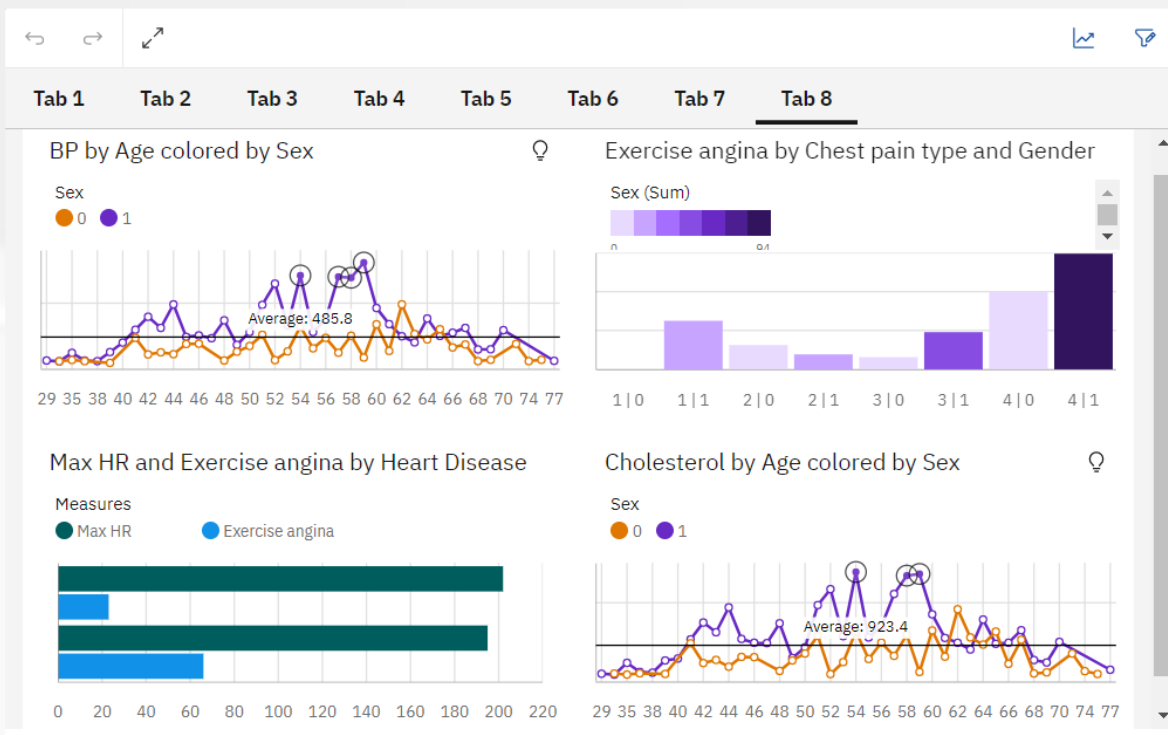 Tab 1 Tab 2 Tab 3 Tab 4 Tab 5 Tab 6 Tab 7 Tab 8
BP by Age colored by Sex
Sex
0 1
Average: 485.8
29 35 38 40 42 44 46 48 50 52 54 56 58 60 62 64 66 68 70 74 77
Exercise angina by Chest pain type and Gender
Sex (Sum)
0 94
1|0 1|1 2|0 2|1 3|0 3|1 4|0 4|1
Max HR and Exercise angina by Heart Disease
Measures
Max HR Exercise angina
0 20 40 60 80 100 120 140 160 180 200 220
Cholesterol by Age colored by Sex
Sex
0 1
Average: 923.4
29 35 38 40 42 44 46 48 50 52 54 56 58 60 62 64 66 68 70 74 77